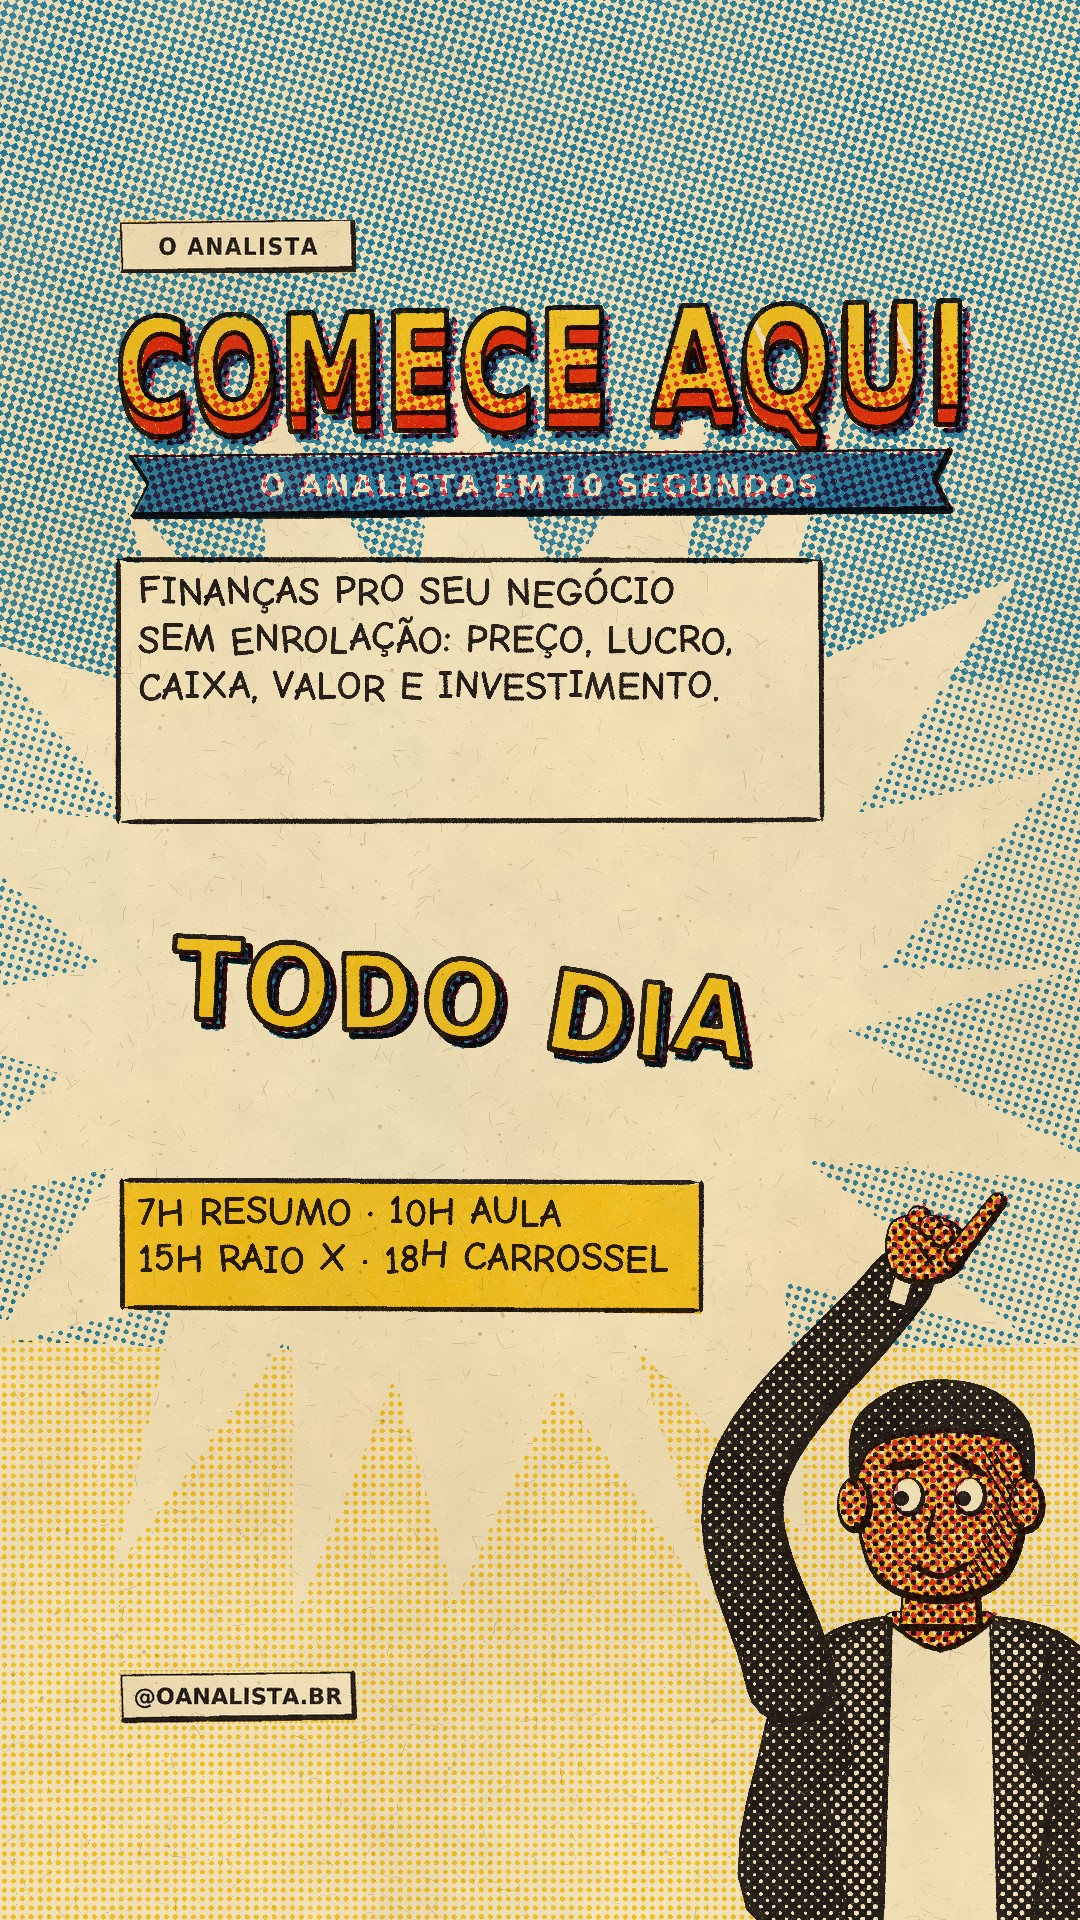 O ANALISTA
COMECE AQUI
O ANALISTA EM 10 SEGUNDOS
FINANÇAS PRO SEU NEGÓCIO
SEM ENROLAÇÃO: PREÇO, LUCRO,
CAIXA, VALOR E INVESTIMENTO.
TODO DIA
7H RESUMO · 10H AULA
15H RAIO X · 18H CARROSSEL
@OANALISTA.BR